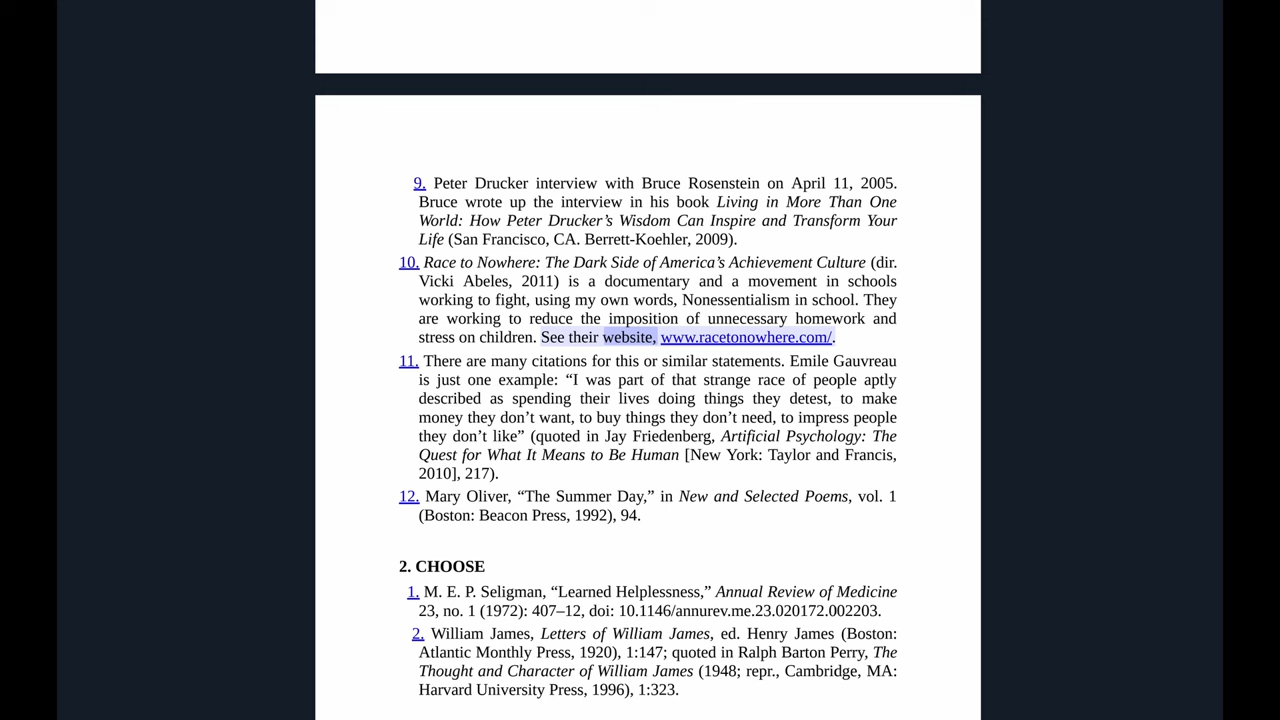 9. Peter Drucker interview with Bruce Rosenstein on April 11, 2005.
Bruce wrote up the interview in his book Living in More Than One
World: How Peter Drucker’s Wisdom Can Inspire and Transform Your
Life (San Francisco, CA. Berrett-Koehler, 2009).
10. Race to Nowhere: The Dark Side of America’s Achievement Culture (dir.
Vicki Abeles, 2011) is a documentary and a movement in schools
working to fight, using my own words, Nonessentialism in school. They
are working to reduce the imposition of unnecessary homework and
stress on children. See their website, www.racetonowhere.com/.
11. There are many citations for this or similar statements. Emile Gauvreau
is just one example: “I was part of that strange race of people aptly
described as spending their lives doing things they detest, to make
money they don’t want, to buy things they don’t need, to impress people
they don’t like” (quoted in Jay Friedenberg, Artificial Psychology: The
Quest for What It Means to Be Human [New York: Taylor and Francis,
2010], 217).
12. Mary Oliver, “The Summer Day,” in New and Selected Poems, vol. 1
(Boston: Beacon Press, 1992), 94.
2. CHOOSE
1. M. E. P. Seligman, “Learned Helplessness,” Annual Review of Medicine
23, no. 1 (1972): 407–12, doi: 10.1146/annurev.me.23.020172.002203.
2. William James, Letters of William James, ed. Henry James (Boston:
Atlantic Monthly Press, 1920), 1:147; quoted in Ralph Barton Perry, The
Thought and Character of William James (1948; repr., Cambridge, MA:
Harvard University Press, 1996), 1:323.